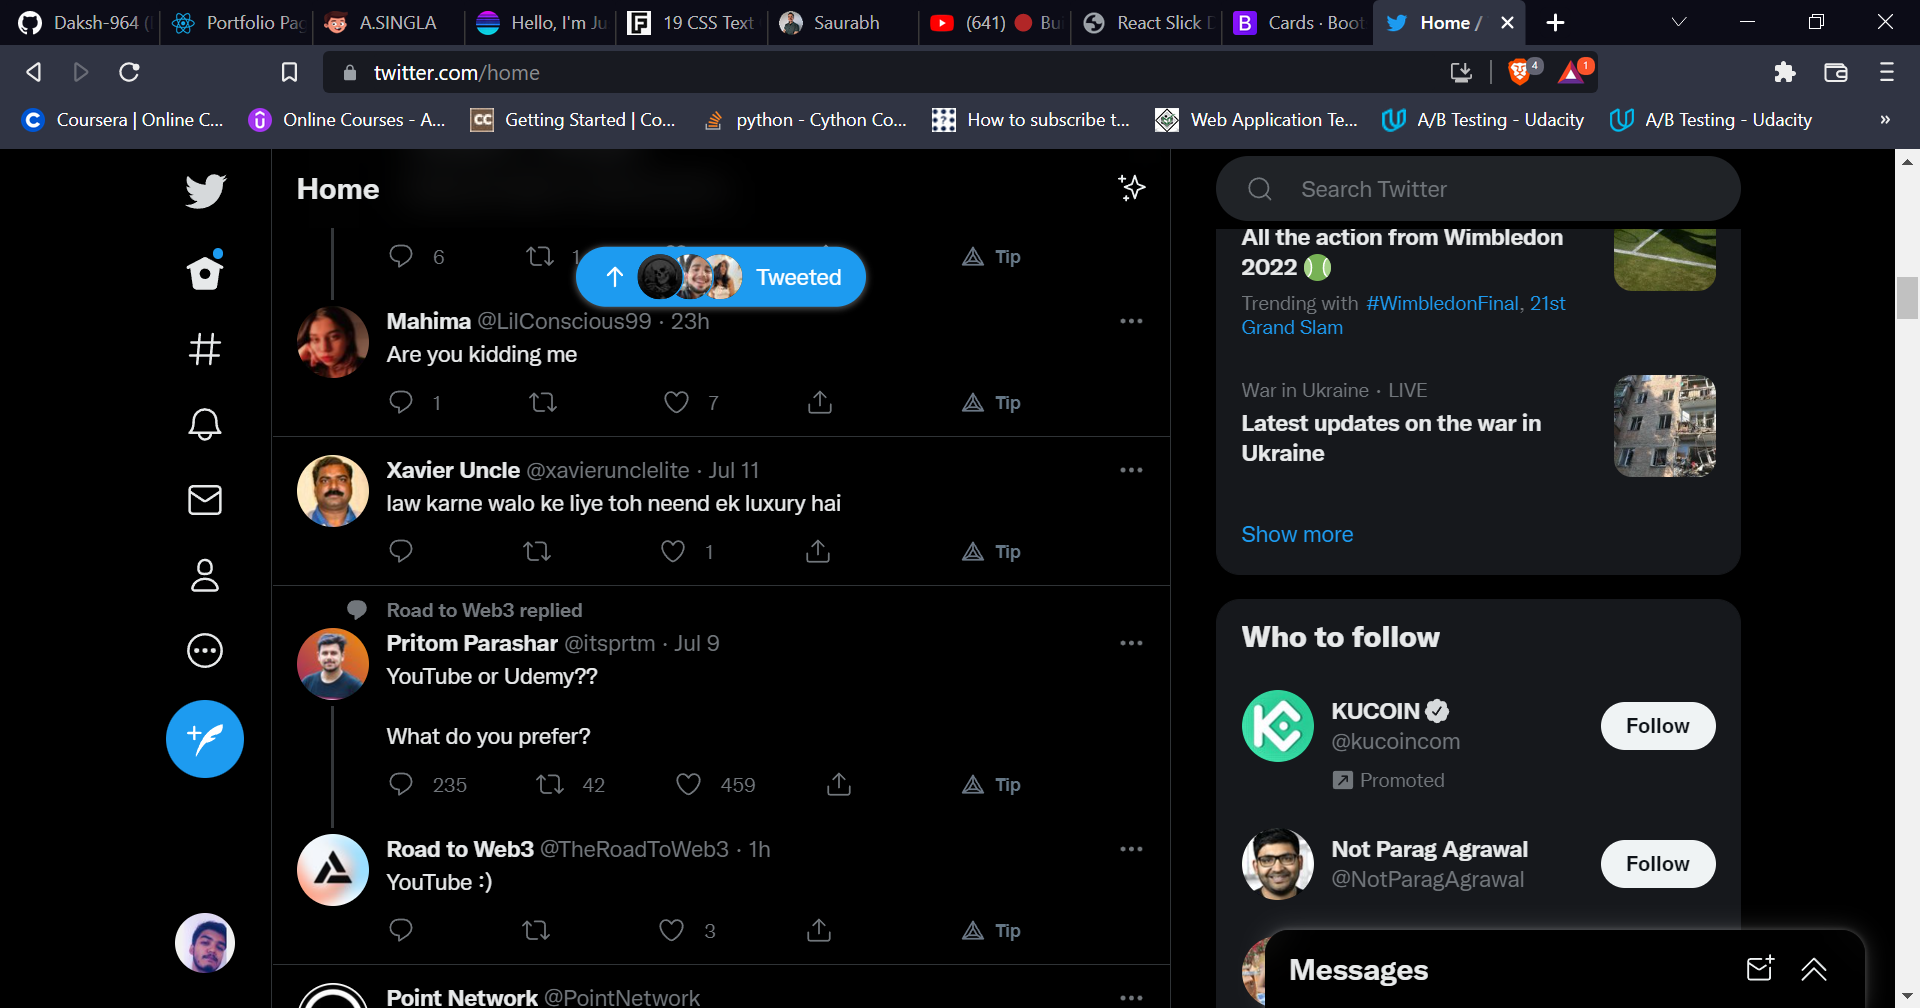 Daksh-964 (
Portfolio Pag
A.SINGLA
Hello, I'm Ju
19 CSS Text
Saurabh
(641)
Bu
React Slick D
B
Cards · Boot
Home /
twitter.com/home
4
1
Coursera | Online C...
Online Courses - A...
CC
Getting Started | Co...
python - Cython Co...
How to subscribe t...
Web Application Te...
A/B Testing - Udacity
A/B Testing - Udacity
»
Home
6
1
Tip
Tweeted
Mahima @LilConscious99 · 23h
Are you kidding me
1
7
Tip
Xavier Uncle @xavierunclelite · Jul 11
law karne walo ke liye toh neend ek luxury hai
1
Tip
Road to Web3 replied
Pritom Parashar @itsprtm · Jul 9
YouTube or Udemy??
What do you prefer?
235
42
459
Tip
Road to Web3 @TheRoadToWeb3 · 1h
YouTube :)
3
Tip
Point Network @PointNetwork
Search Twitter
All the action from Wimbledon
2022
Trending with #WimbledonFinal, 21st
Grand Slam
War in Ukraine · LIVE
Latest updates on the war in
Ukraine
Show more
Who to follow
KUCOIN
@kucoincom
Promoted
Follow
Not Parag Agrawal
@NotParagAgrawal
Follow
Messages